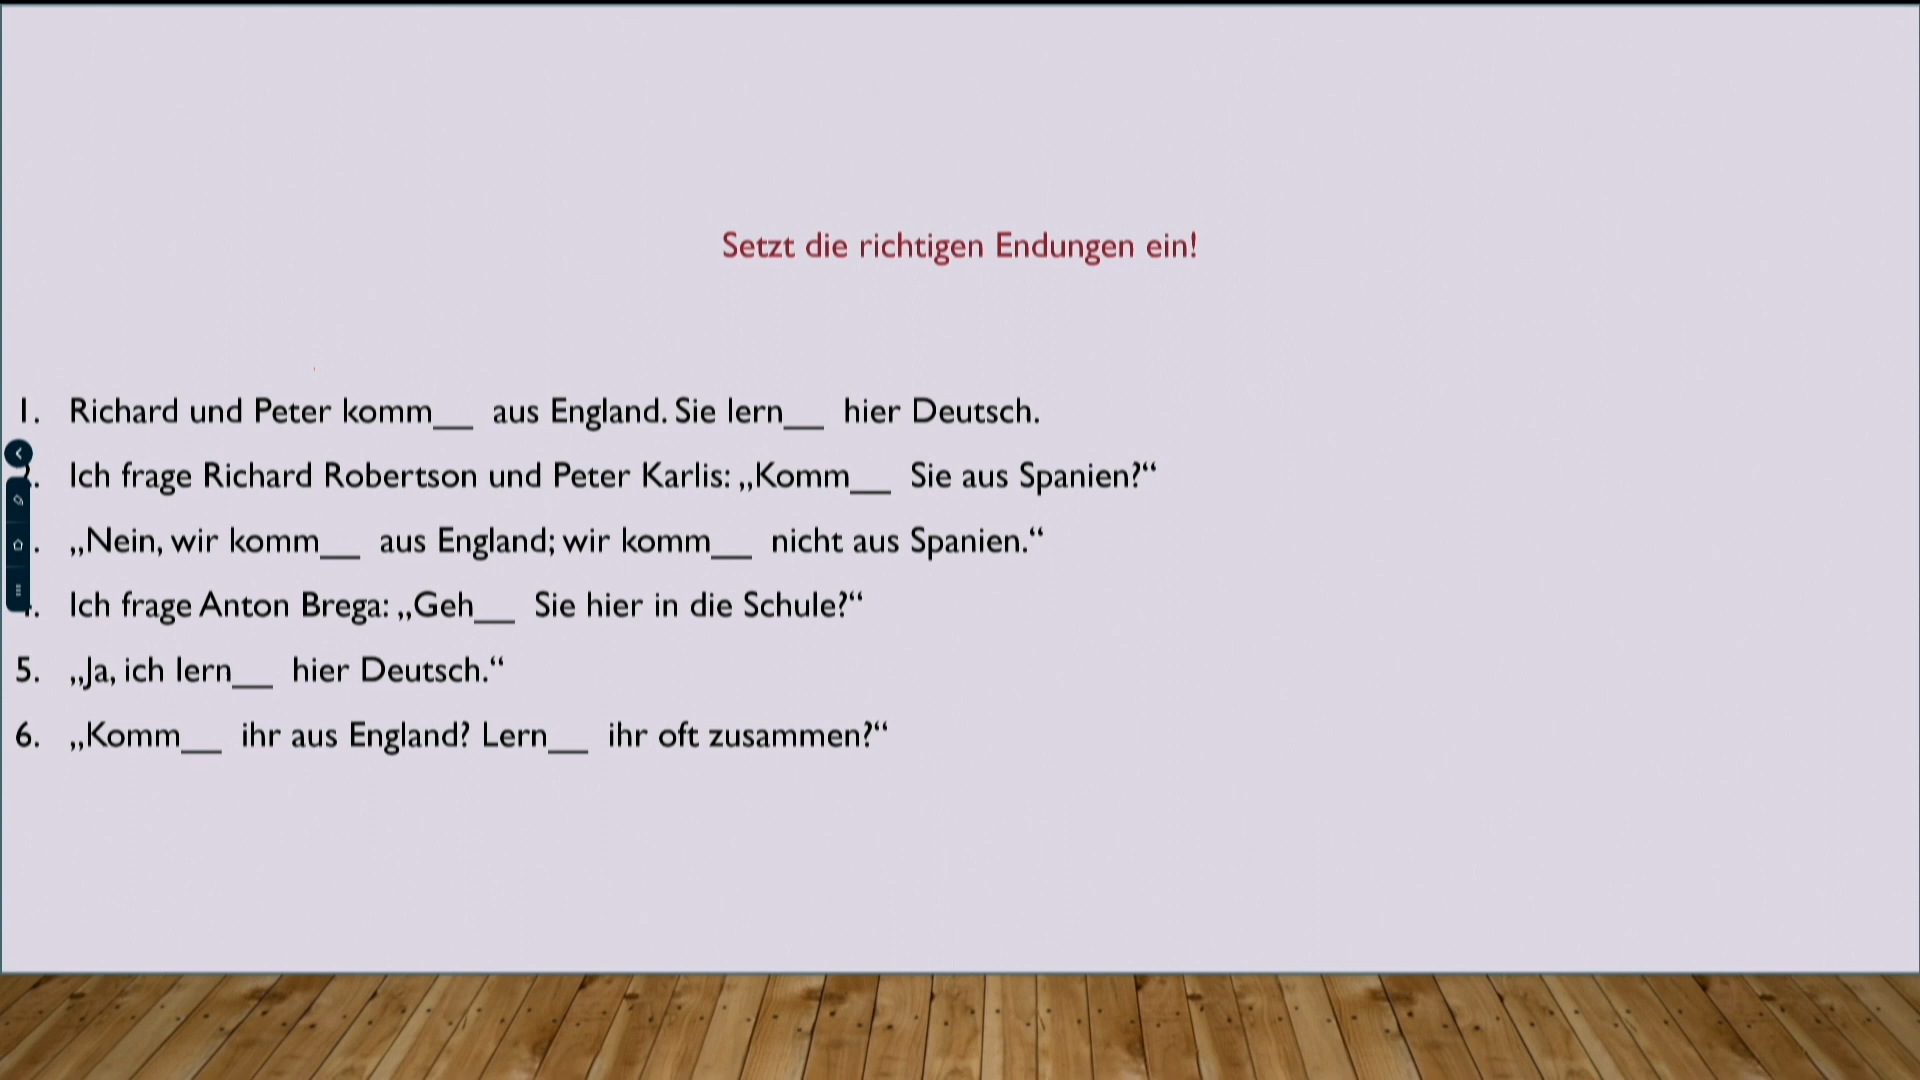 Setzt die richtigen Endungen ein!
1. Richard und Peter komm__ aus England. Sie lern__ hier Deutsch.
. Ich frage Richard Robertson und Peter Karlis: „Komm__ Sie aus Spanien?“
. „Nein, wir komm__ aus England; wir komm__ nicht aus Spanien.“
. Ich frage Anton Brega: „Geh__ Sie hier in die Schule?“
5. „Ja, ich lern__ hier Deutsch.“
6. „Komm__ ihr aus England? Lern__ ihr oft zusammen?“